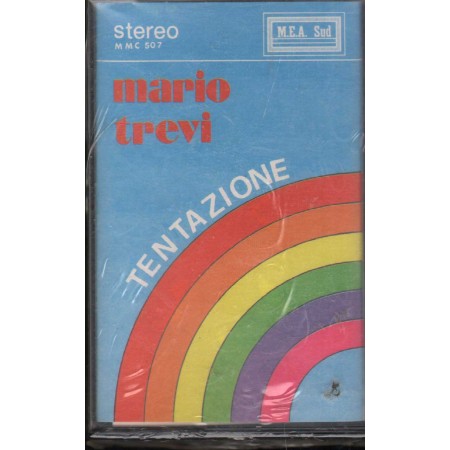 stereo
MMC 507
M.E.A. Sud
mario
trevi
TENTAZIONE